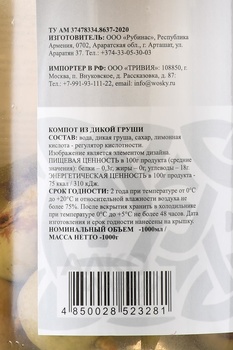 ТУ АМ 37478334.8637-2020
ИЗГОТОВИТЕЛЬ: ООО «Рубинас», Республика
Армения, 0702, Араратская обл., г. Арташат, ул.
Араратян 37. Тел.: +374-33-05-30-03
ИМПОРТЕР В РФ: ООО «ТРИВИЯ» 108850, г
Москва, п. Внуковское, д. Рассказовка, д. 87:
тел.: +7-991-93-111-22, email: info@wosky.ru
КОМПОТ ИЗ ДИКОЙ ГРУШИ
Состав: вода, дикая груша, сахар, лимонная
кислота - регулятор кислотности.
Изображение является элементом дизайна.
ПИЩЕВАЯ ЦЕННОСТЬ в 100г продукта (средние
значения): белки – 0,3г, жиры – 0г, углеводы – 18г.
ЭНЕРГЕТИЧЕСКАЯ ЦЕННОСТЬ в 100г продукта -
75 ккал / 310 кДж.
СРОК ГОДНОСТИ: 2 года при температуре от 0°С
до +20°С и относительной влажности воздуха не
более 75%. После вскрытия хранить в холодильнике
при температуре 0°С до +5°С не более 48 часов. Дата
изготовления и срок годности нанесены на крышку.
НОМИНАЛЬНЫЙ ОБЪЕМ -1000мл/
МАССА НЕТТО -1000г
4 850028 523281